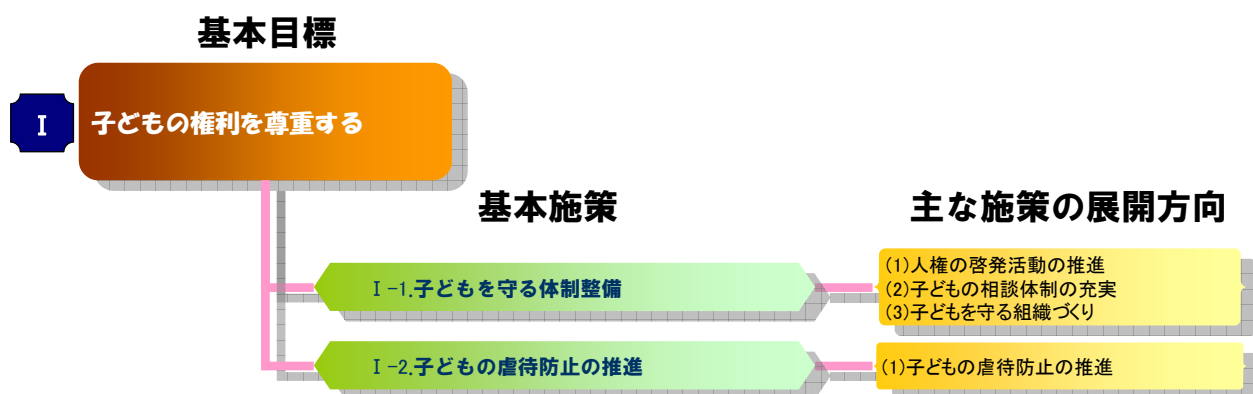 基本目標
Ⅰ
子どもの権利を尊重する
基本施策
主な施策の展開方向
Ⅰ-1.子どもを守る体制整備
(1)人権の啓発活動の推進
(2)子どもの相談体制の充実
(3)子どもを守る組織づくり
Ⅰ-2.子どもの虐待防止の推進
(1)子どもの虐待防止の推進